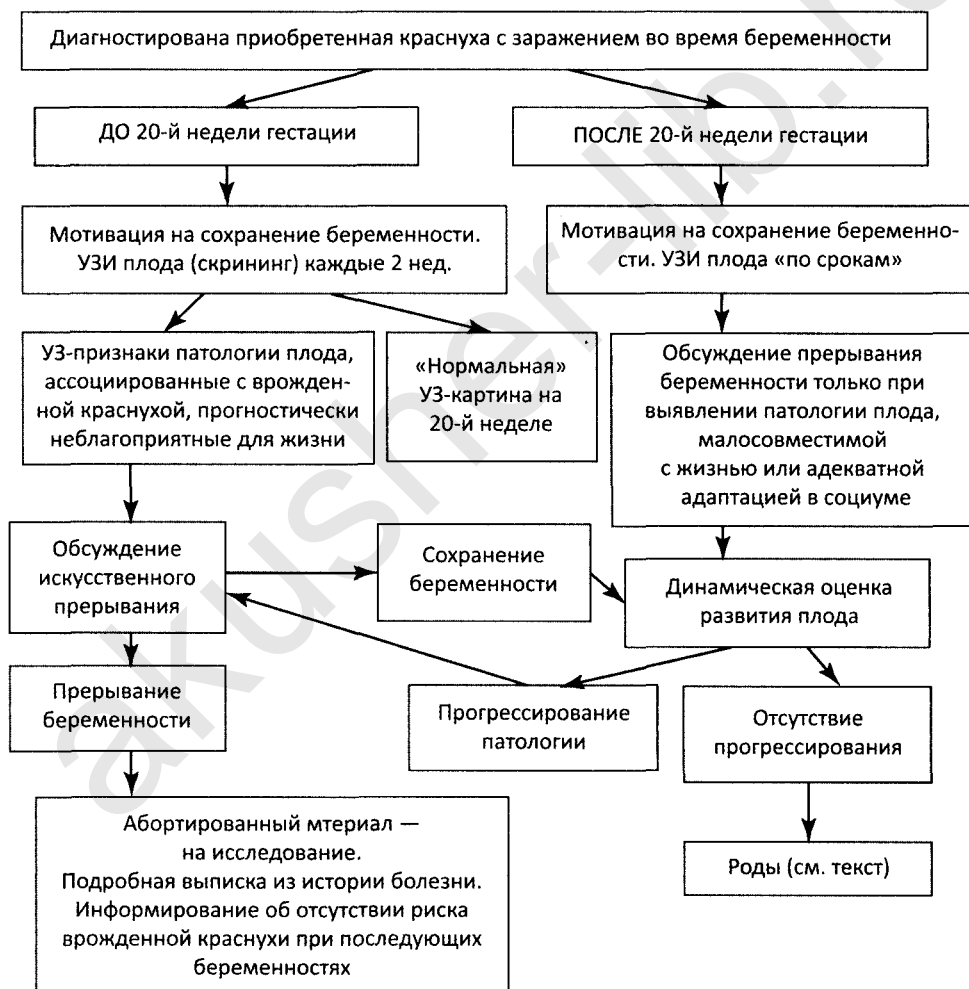 Диагностирована приобретенная краснуха с заражением во время беременности
ДО 20-й недели гестации
ПОСЛЕ 20-й недели гестации
Мотивация на сохранение беременности.
УЗИ плода (скрининг) каждые 2 нед.
Мотивация на сохранение беременно-
сти. УЗИ плода «по срокам»
УЗ-признаки патологии плода,
ассоциированные с врожден-
ной краснухой, прогностически
неблагоприятные для жизни
«Нормальная»
УЗ-картина на
20-й неделе
Обсуждение прерывания
беременности только при
выявлении патологии плода,
малосовместимой
с жизнью или адекватной
адаптацией в социуме
Обсуждение
искусственного
прерывания
Сохранение
беременности
Динамическая оценка
развития плода
Прерывание
беременности
Прогрессирование
патологии
Отсутствие
прогрессирования
Абортированный мтериал —
на исследование.
Подробная выписка из истории болезни.
Информирование об отсутствии риска
врожденной краснухи при последующих
беременностях
Роды (см. текст)
akusher-lib.r